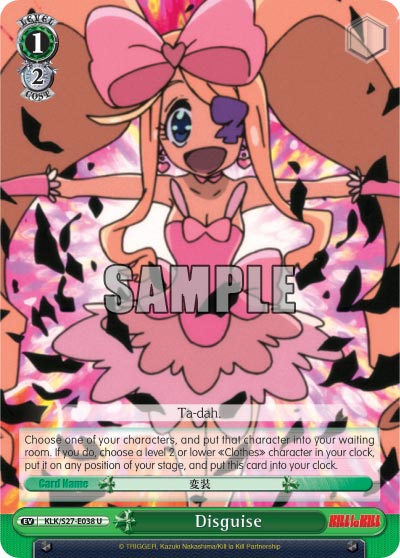 LEVEL
1
2
COST
SAMPLE
Ta-dah.
Choose one of your characters, and put that character into your waiting
room. If you do, choose a level 2 or lower «Clothes» character in your clock,
put it on any position of your stage, and put this card into your clock.
Card Name 変装
EV KLK/S27-E038 U Disguise KILL la KILL
© TRIGGER, Kazuki Nakashima/Kill la Kill Partnership